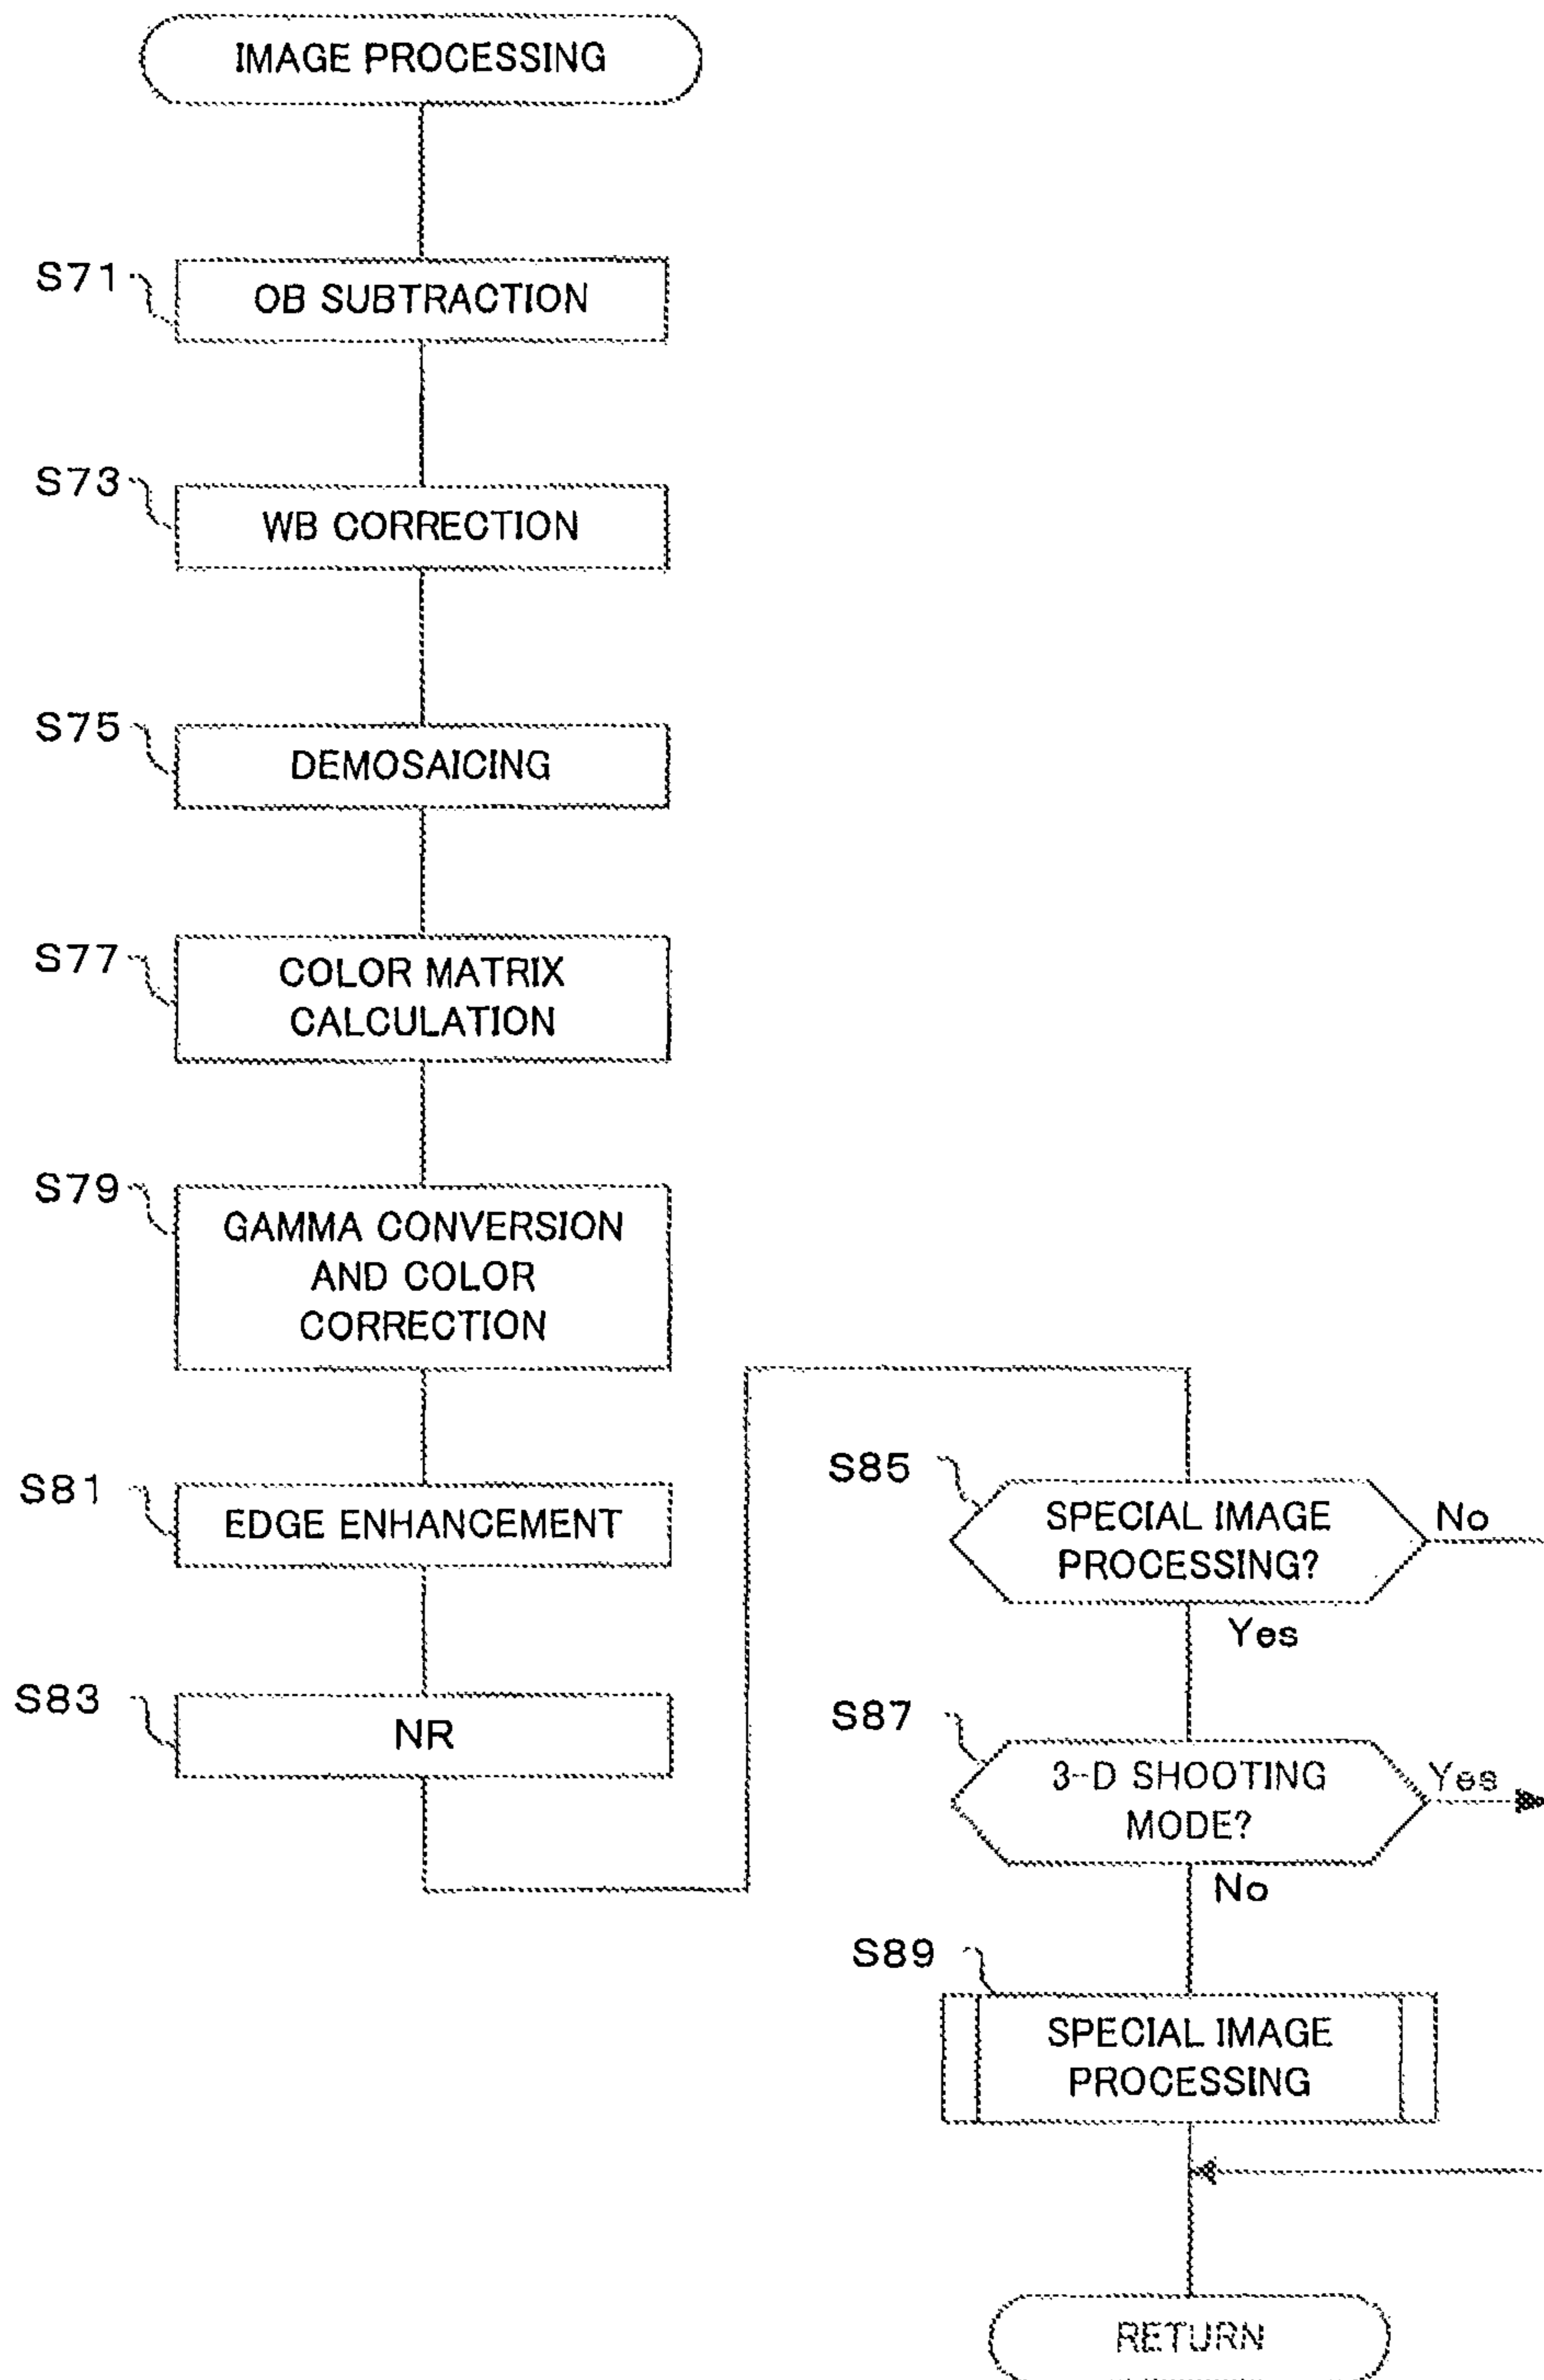 IMAGE PROCESSING
S71
OB SUBTRACTION
S73
WB CORRECTION
S75
DEMOSAICING
S77
COLOR MATRIX
CALCULATION
S79
GAMMA CONVERSION
AND COLOR
CORRECTION
S81
EDGE ENHANCEMENT
S83
NR
S85
SPECIAL IMAGE
PROCESSING?
No
Yes
S87
3-D SHOOTING
MODE?
Yes
No
S89
SPECIAL IMAGE
PROCESSING
RETURN